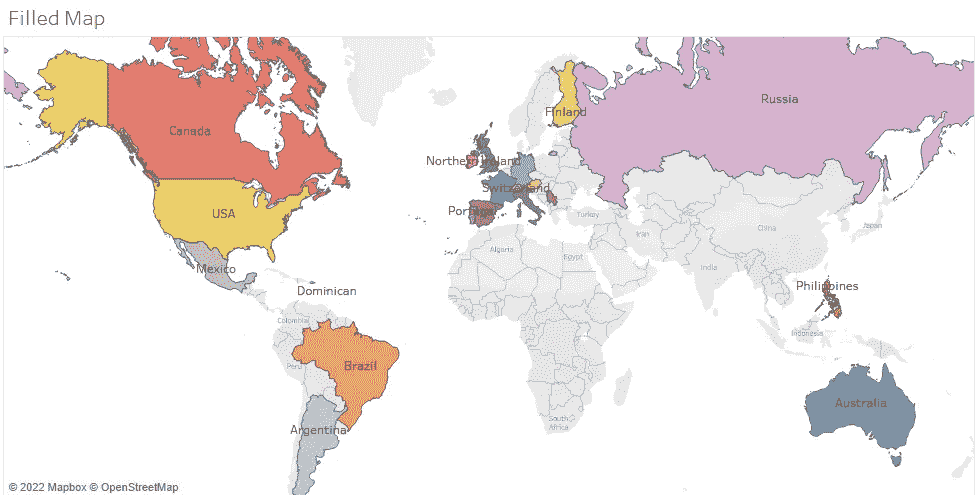 Filled Map
Russia
Finland
Canada
Northern Ireland
Switzerland
Portugal
USA
Turkey
China
Japan
Algeria
Iran
Egypt
India
Mexico
Philippines
Dominican
Colombia
Indonesia
Brazil
Peru
Australia
South
Africa
Argentina
© 2022 Mapbox © OpenStreetMap